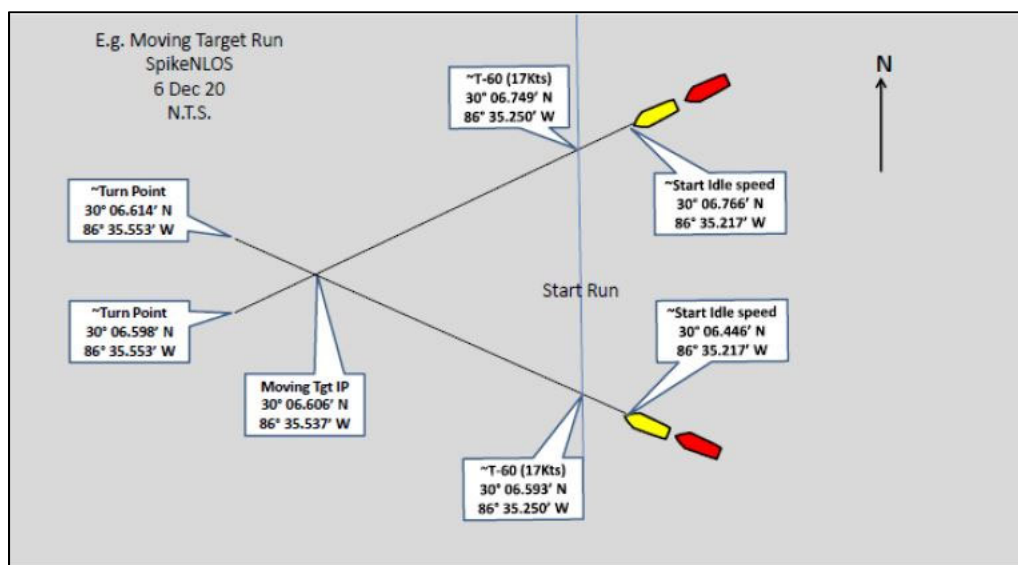 E.g. Moving Target Run
SpikeNLOS
6 Dec 20
N.T.S.
~T-60 (17Kts)
30° 06.749’ N
86° 35.250’ W
N
~Turn Point
30° 06.614’ N
86° 35.553’ W
~Start Idle speed
30° 06.766’ N
86° 35.217’ W
Start Run
~Turn Point
30° 06.598’ N
86° 35.553’ W
~Start Idle speed
30° 06.446’ N
86° 35.217’ W
Moving Tgt IP
30° 06.606’ N
86° 35.537’ W
~T-60 (17Kts)
30° 06.593’ N
86° 35.250’ W